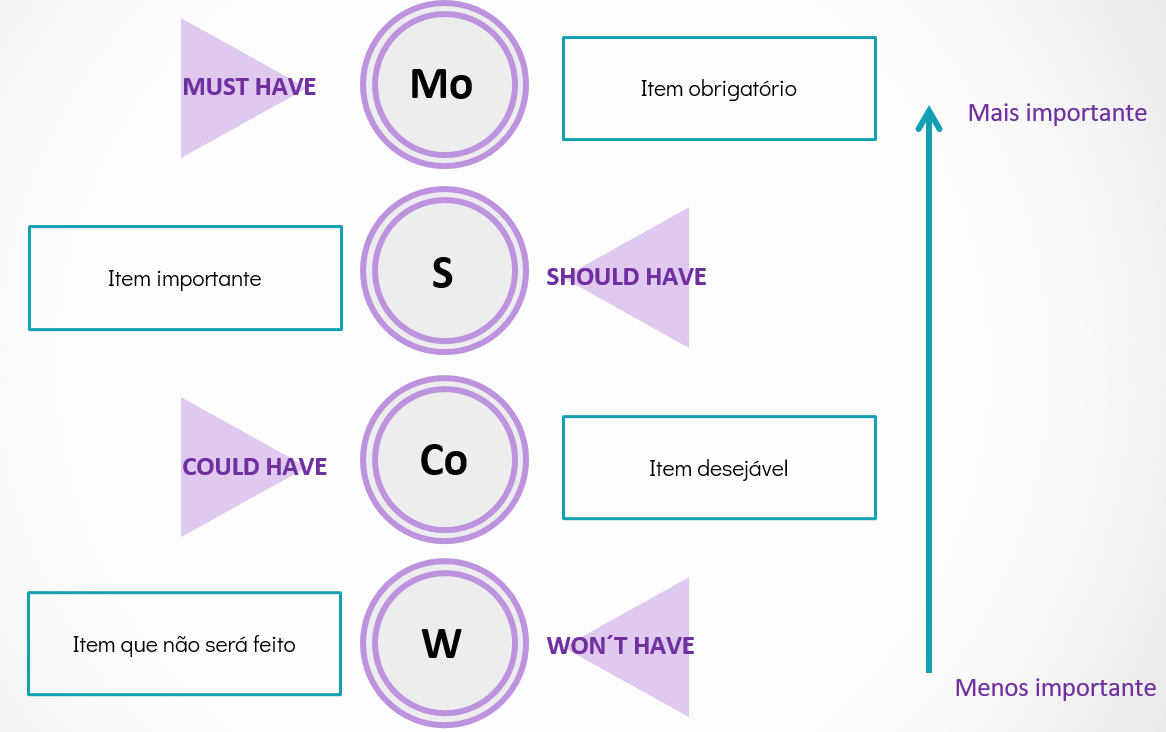 MUST HAVE
Mo
Item obrigatório
Mais importante
Item importante
S
SHOULD HAVE
COULD HAVE
Co
Item desejável
Item que não será feito
W
WON´T HAVE
Menos importante